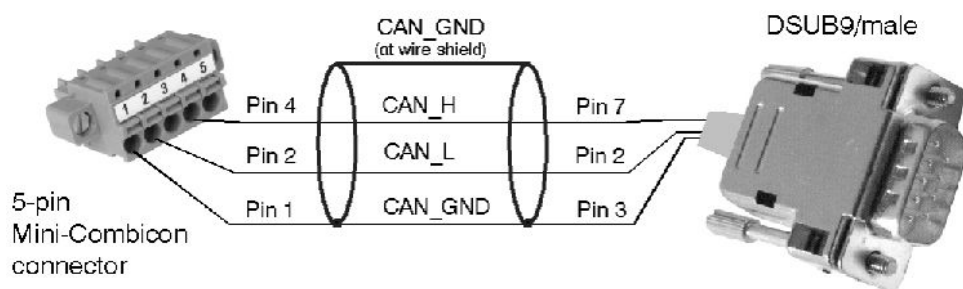 CAN_GND
(at wire shield)
DSUB9/male
1 2 3 4 5
Pin 4 CAN_H Pin 7
Pin 2 CAN_L Pin 2
Pin 1 CAN_GND Pin 3
5-pin
Mini-Combicon
connector